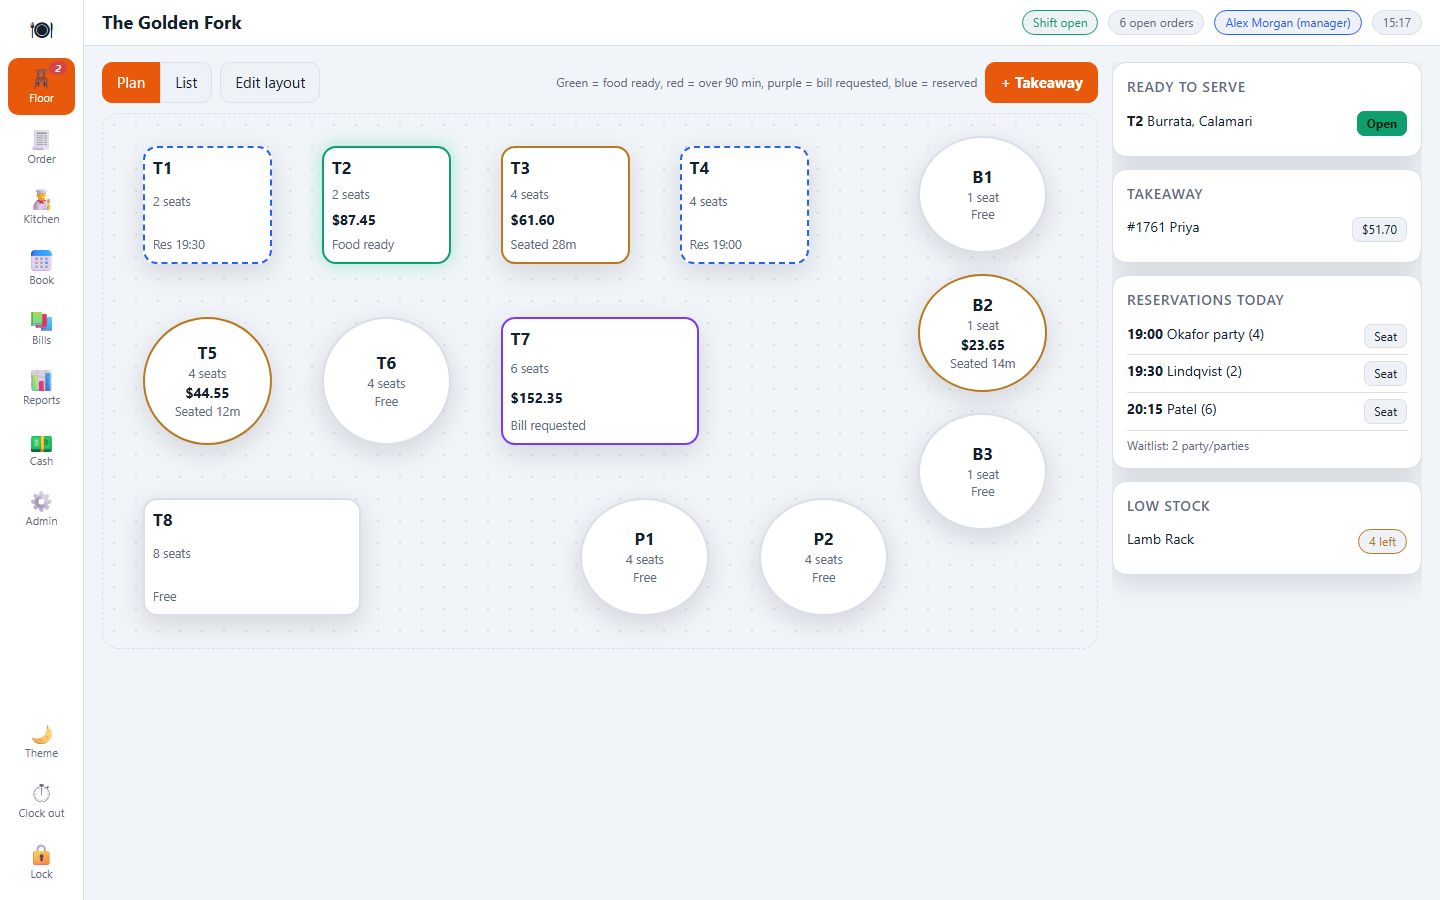 The Golden Fork
Shift open
6 open orders
Alex Morgan (manager)
15:17
2
Floor
Order
Kitchen
Book
Bills
Reports
Cash
Admin
Theme
Clock out
Lock
Plan
List
Edit layout
Green = food ready, red = over 90 min, purple = bill requested, blue = reserved
+ Takeaway
T1
2 seats
Res 19:30
T2
2 seats
$87.45
Food ready
T3
4 seats
$61.60
Seated 28m
T4
4 seats
Res 19:00
B1
1 seat
Free
T5
4 seats
$44.55
Seated 12m
T6
4 seats
Free
T7
6 seats
$152.35
Bill requested
B2
1 seat
$23.65
Seated 14m
B3
1 seat
Free
T8
8 seats
Free
P1
4 seats
Free
P2
4 seats
Free
READY TO SERVE
T2 Burrata, Calamari
Open
TAKEAWAY
#1761 Priya
$51.70
RESERVATIONS TODAY
19:00 Okafor party (4)
Seat
19:30 Lindqvist (2)
Seat
20:15 Patel (6)
Seat
Waitlist: 2 party/parties
LOW STOCK
Lamb Rack
4 left